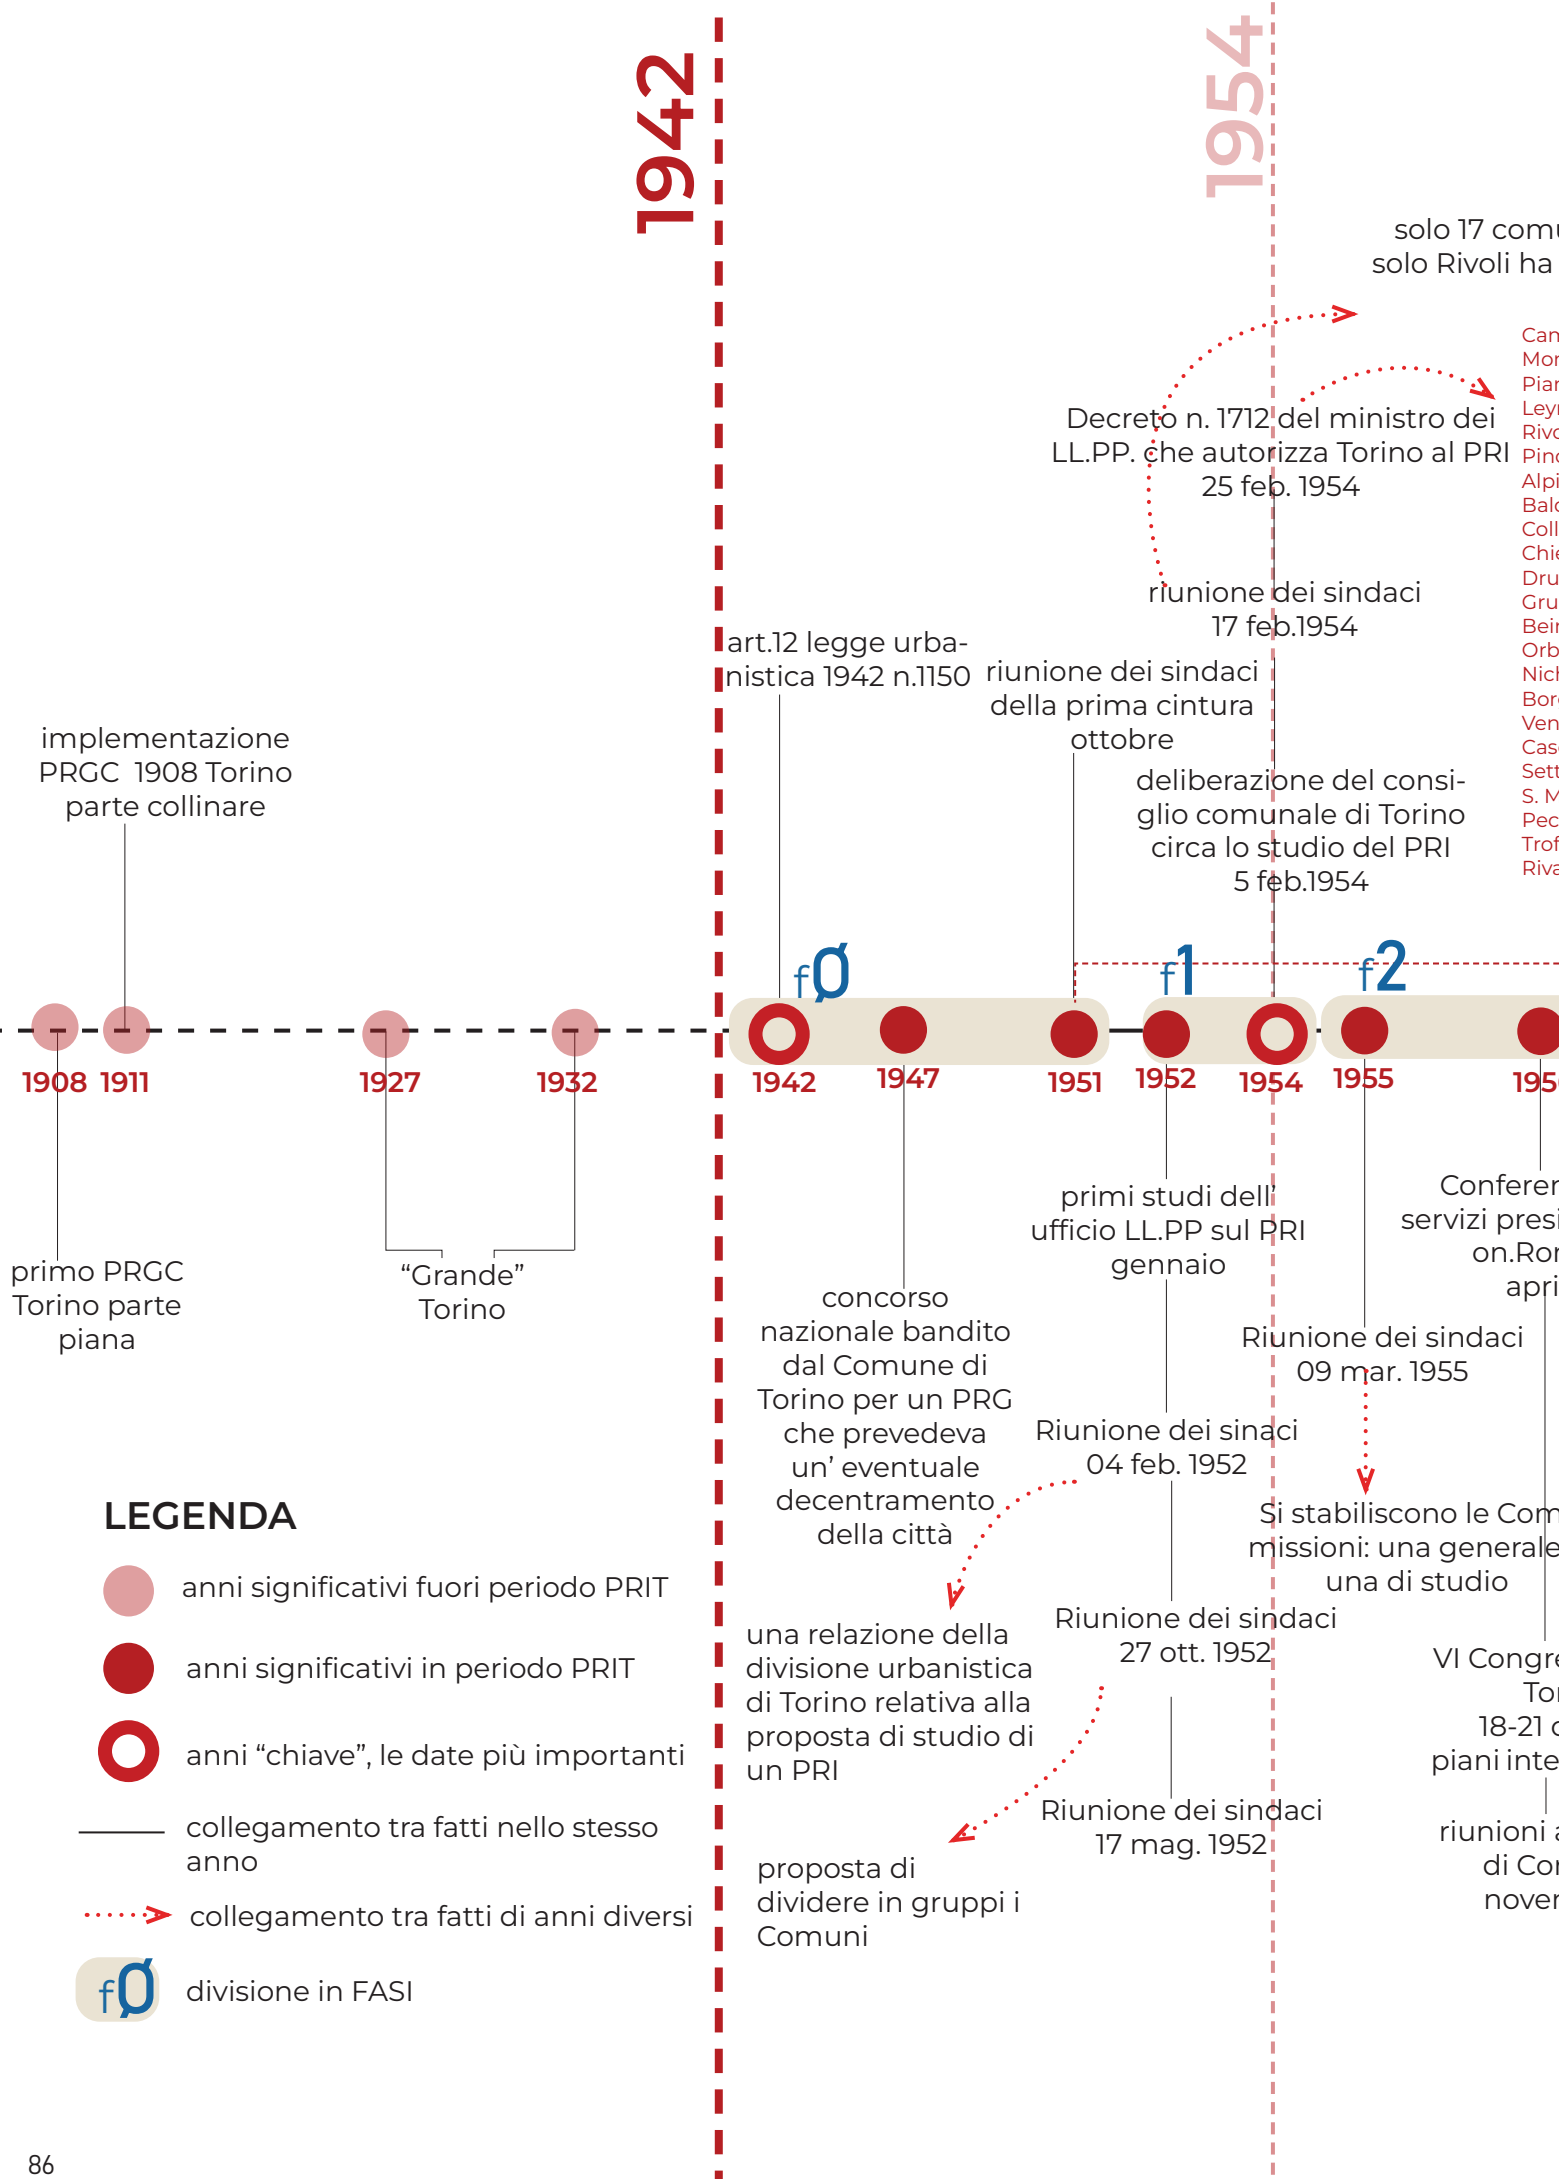 1942
1954
solo 17
solo Rivoli ha
Decreto n. 1712 del ministro dei
LL.PP. che autorizza Torino al PRI
25 feb. 1954
riunione dei sindaci
17 feb.1954
art.12 legge urba-
nistica 1942 n.1150
riunione dei sindaci
della prima cintura
ottobre
implementazione
PRGC 1908 Torino
parte collinare
deliberazione del consi-
glio comunale di Torino
circa lo studio del PRI
5 feb.1954
S.
f0
f1
f2
1908
1911
1927
1932
1942
1947
1951
1952
1954
1955
primo PRGC
Torino parte
piana
“Grande”
Torino
concorso
nazionale bandito
dal Comune di
Torino per un PRG
che prevedeva
un’ eventuale
decentramento
della città
primi studi dell’
ufficio LL.PP sul PRI
gennaio
servizi
Riunione dei sindaci
09 mar. 1955
Riunione dei sinaci
04 feb. 1952
Si stabiliscono le Com
missioni: una generale
una di studio
una relazione della
divisione urbanistica
di Torino relativa alla
proposta di studio di
un PRI
Riunione dei sindaci
27 ott. 1952
VI
18-21
piani
Riunione dei sindaci
17 mag. 1952
riunioni
di
proposta di
dividere in gruppi i
Comuni
LEGENDA
anni significativi fuori periodo PRIT
anni significativi in periodo PRIT
anni “chiave”, le date più importanti
collegamento tra fatti nello stesso
anno
collegamento tra fatti di anni diversi
f0
divisione in FASI
86